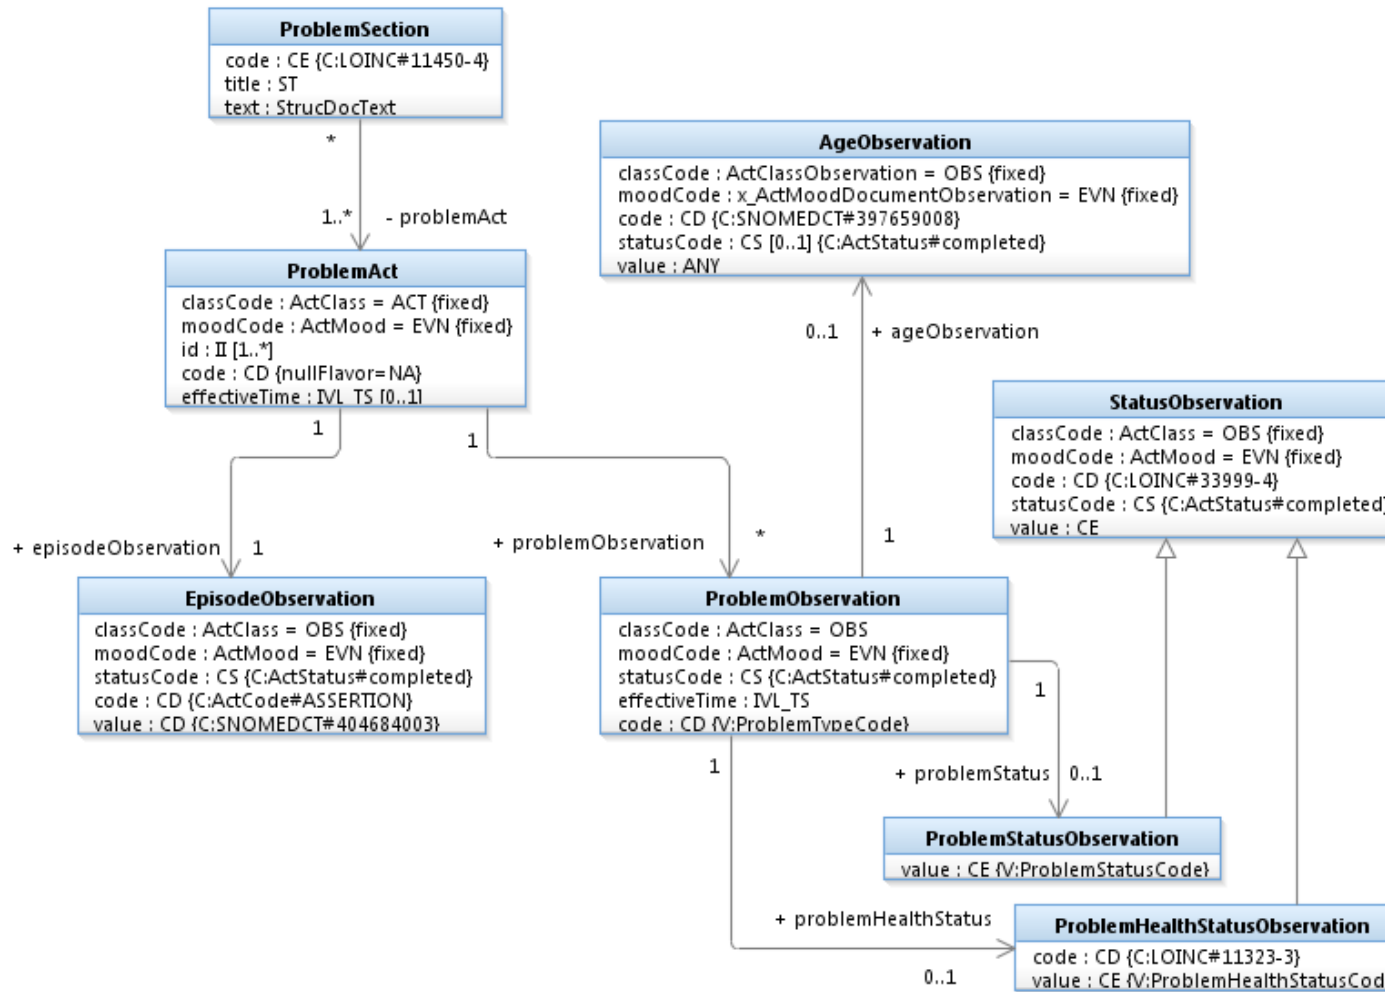 ProblemSection
code : CE {C:LOINC#11450-4}
title : ST
text : StrucDocText
*
1..*
- problemAct
AgeObservation
classCode : ActClassObservation = OBS {fixed}
moodCode : x_ActMoodDocumentObservation = EVN {fixed}
code : CD {C:SNOMEDCT#397659008}
statusCode : CS [0..1] {C:ActStatus#completed}
value : ANY
ProblemAct
classCode : ActClass = ACT {fixed}
moodCode : ActMood = EVN {fixed}
id : II [1..*]
code : CD {nullFlavor=NA}
effectiveTime : IVL_TS [0..1]
0..1
+ ageObservation
StatusObservation
classCode : ActClass = OBS {fixed}
moodCode : ActMood = EVN {fixed}
code : CD {C:LOINC#33999-4}
statusCode : CS {C:ActStatus#completed}
value : CE
1
1
+ episodeObservation
1
+ problemObservation
*
1
EpisodeObservation
classCode : ActClass = OBS {fixed}
moodCode : ActMood = EVN {fixed}
statusCode : CS {C:ActStatus#completed}
code : CD {C:ActCode#ASSERTION}
value : CD {C:SNOMEDCT#404684003}
ProblemObservation
classCode : ActClass = OBS
moodCode : ActMood = EVN {fixed}
statusCode : CS {C:ActStatus#completed}
effectiveTime : IVL_TS
code : CD {V:ProblemTypeCode}
1
1
+ problemStatus
0..1
ProblemStatusObservation
value : CE {V:ProblemStatusCode}
+ problemHealthStatus
0..1
ProblemHealthStatusObservation
code : CD {C:LOINC#11323-3}
value : CE {V:ProblemHealthStatusCod